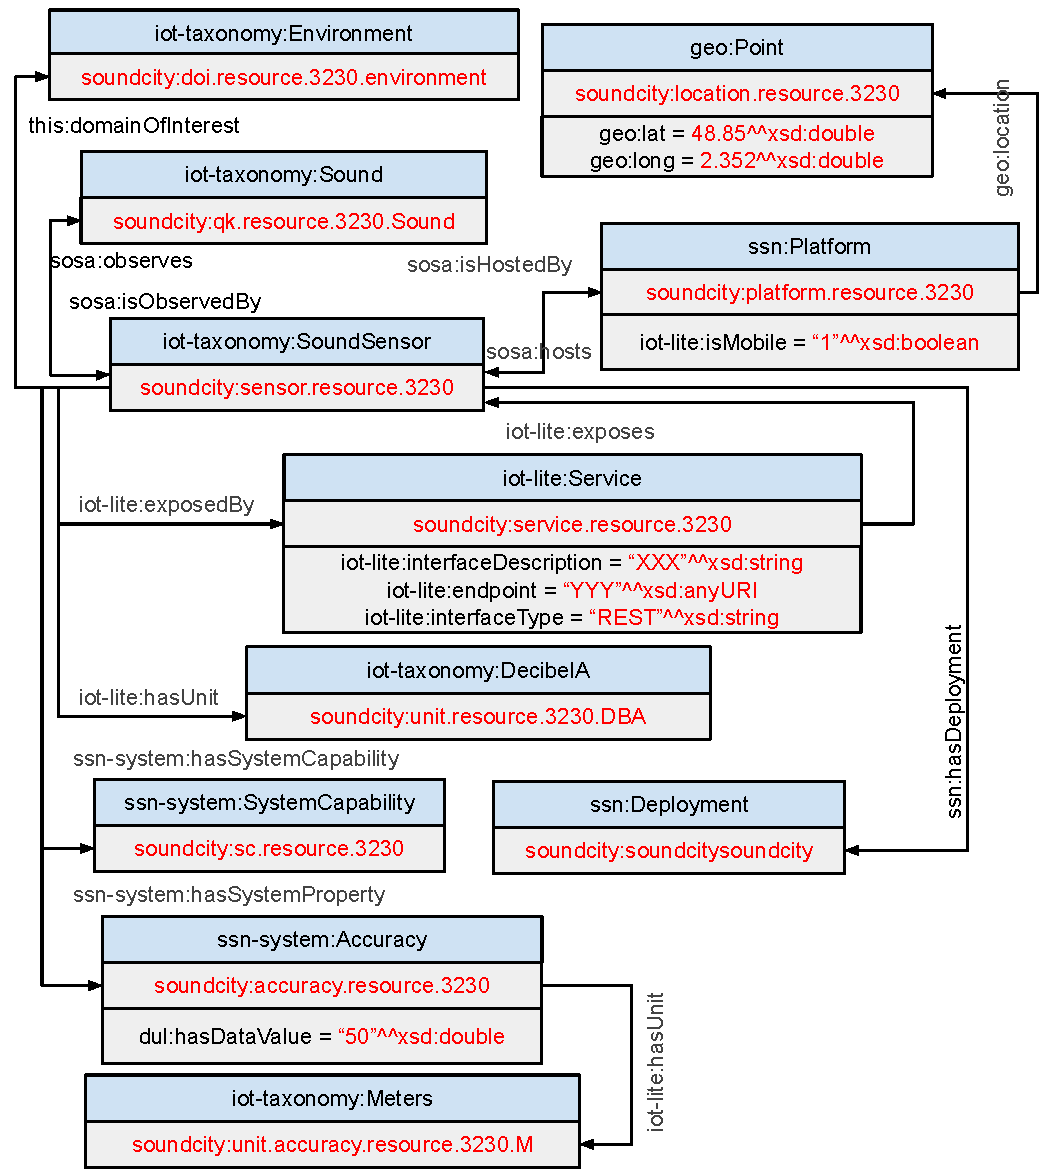 iot-taxonomy:Environment
soundcity:doi.resource.3230.environment
geo:Point
soundcity:location.resource.3230
geo:lat = 48.85^^xsd:double
geo:long = 2.352^^xsd:double
geo:location
this:domainOfInterest
iot-taxonomy:Sound
soundcity:qk.resource.3230.Sound
sosa:observes
sosa:isHostedBy
ssn:Platform
soundcity:platform.resource.3230
iot-lite:isMobile = “1”^^xsd:boolean
sosa:isObservedBy
iot-taxonomy:SoundSensor
soundcity:sensor.resource.3230
sosa:hosts
iot-lite:exposes
iot-lite:exposedBy
iot-lite:Service
soundcity:service.resource.3230
iot-lite:interfaceDescription = “XXX”^^xsd:string
iot-lite:endpoint = “YYY”^^xsd:anyURI
iot-lite:interfaceType = “REST”^^xsd:string
ssn:hasDeployment
iot-lite:hasUnit
iot-taxonomy:DecibelA
soundcity:unit.resource.3230.DBA
ssn-system:hasSystemCapability
ssn-system:SystemCapability
soundcity:sc.resource.3230
ssn:Deployment
soundcity:soundcitysoundcity
ssn-system:hasSystemProperty
ssn-system:Accuracy
soundcity:accuracy.resource.3230
dul:hasDataValue = “50”^^xsd:double
iot-lite:hasUnit
iot-taxonomy:Meters
soundcity:unit.accuracy.resource.3230.M